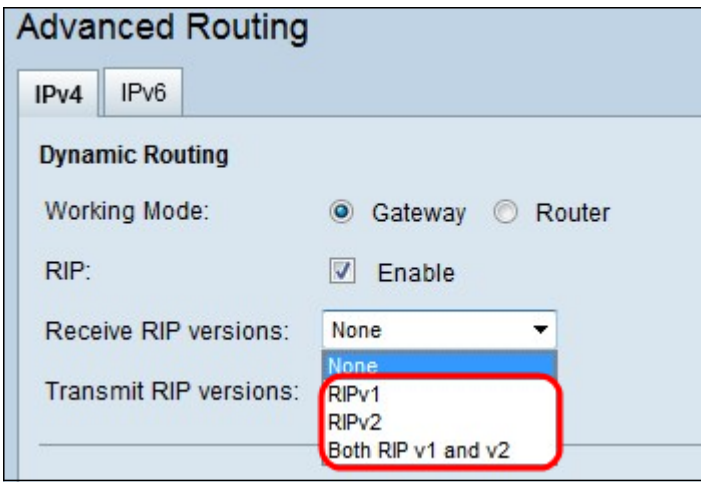 Advanced Routing
IPv4 IPv6
Dynamic Routing
Working Mode: Gateway Router
RIP: Enable
Receive RIP versions: None
None
Transmit RIP versions: RIPv1
RIPv2
Both RIP v1 and v2